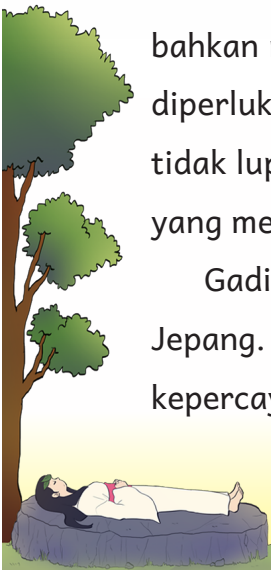 bahkan
diperluk
tidak lup
yang me
Gadi
Jepang.
kepercay